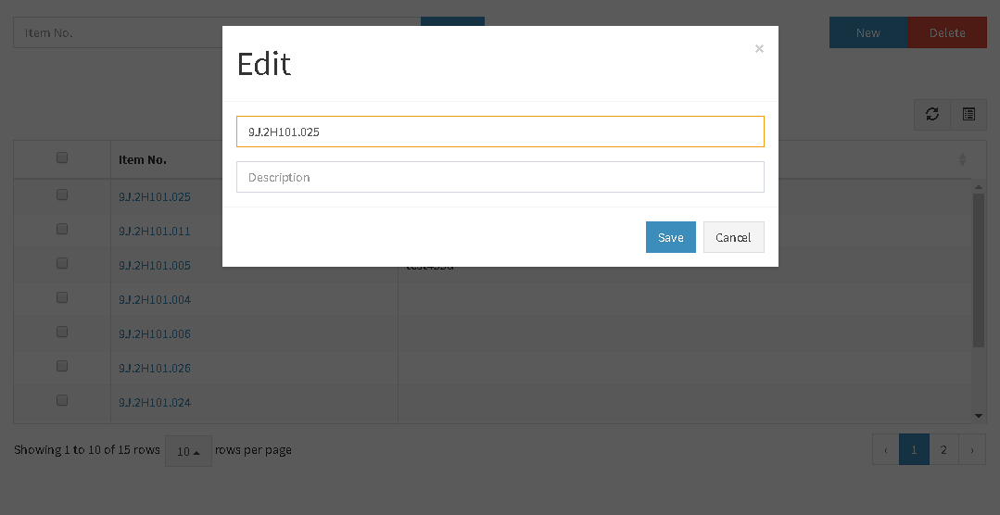 Item No.
New
Delete
Edit
×
9J.2H101.025
Description
Save
Cancel
Item No.
9J.2H101.025
9J.2H101.011
9J.2H101.005
9J.2H101.004
9J.2H101.006
9J.2H101.026
9J.2H101.024
Showing 1 to 10 of 15 rows 10 rows per page
‹ 1 2 ›